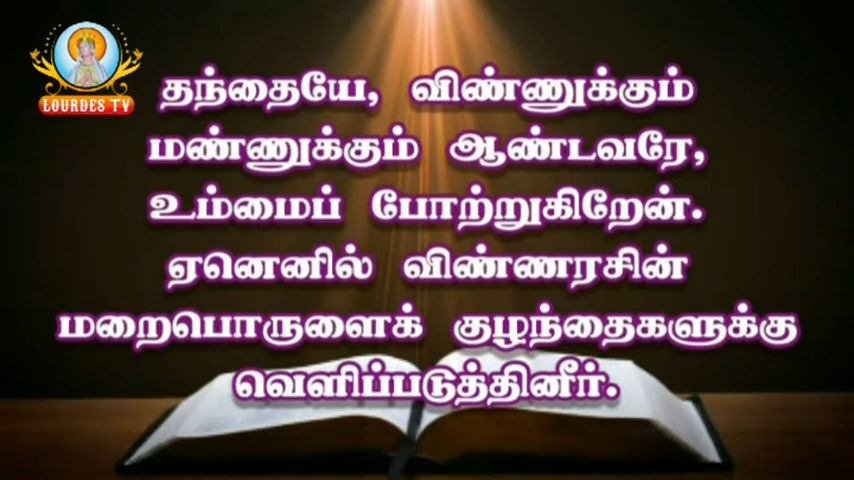 LOURDES TV
தந்தையே, விண்ணுக்கும்
மண்ணுக்கும் ஆண்டவரே,
உம்மைப் போற்றுகிறேன்.
ஏனெனில் விண்ணரசின்
மறைபொருளைக் குழந்தைகளுக்கு
வெளிப்படுத்தினீர்.